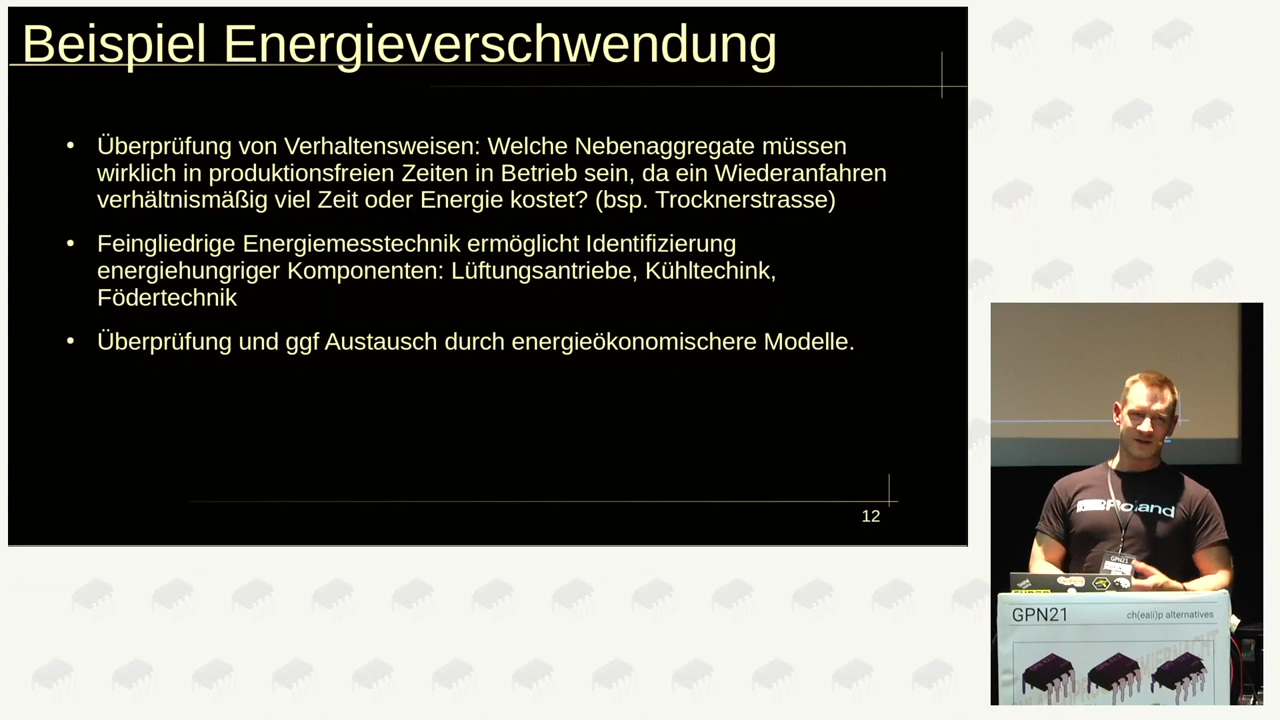 Beispiel Energieverschwendung
• Überprüfung von Verhaltensweisen: Welche Nebenaggregate müssen
wirklich in produktionsfreien Zeiten in Betrieb sein, da ein Wiederanfahren
verhältnismäßig viel Zeit oder Energie kostet? (bsp. Trocknerstrasse)
• Feingliedrige Energiemesstechnik ermöglicht Identifizierung
energiehungriger Komponenten: Lüftungsantriebe, Kühltechink,
Födertechnik
• Überprüfung und ggf Austausch durch energieökonomischere Modelle.
12
Roland
GPN21
GPN21
ch(ea|i)p alternatives